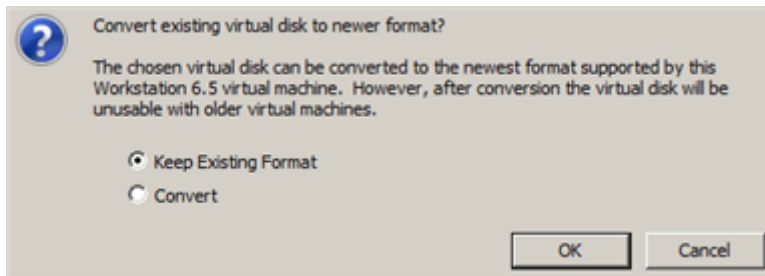 Convert existing virtual disk to newer format?
The chosen virtual disk can be converted to the newest format supported by this
Workstation 6.5 virtual machine.  However, after conversion the virtual disk will be
unusable with older virtual machines.
Keep Existing Format
Convert
OK Cancel